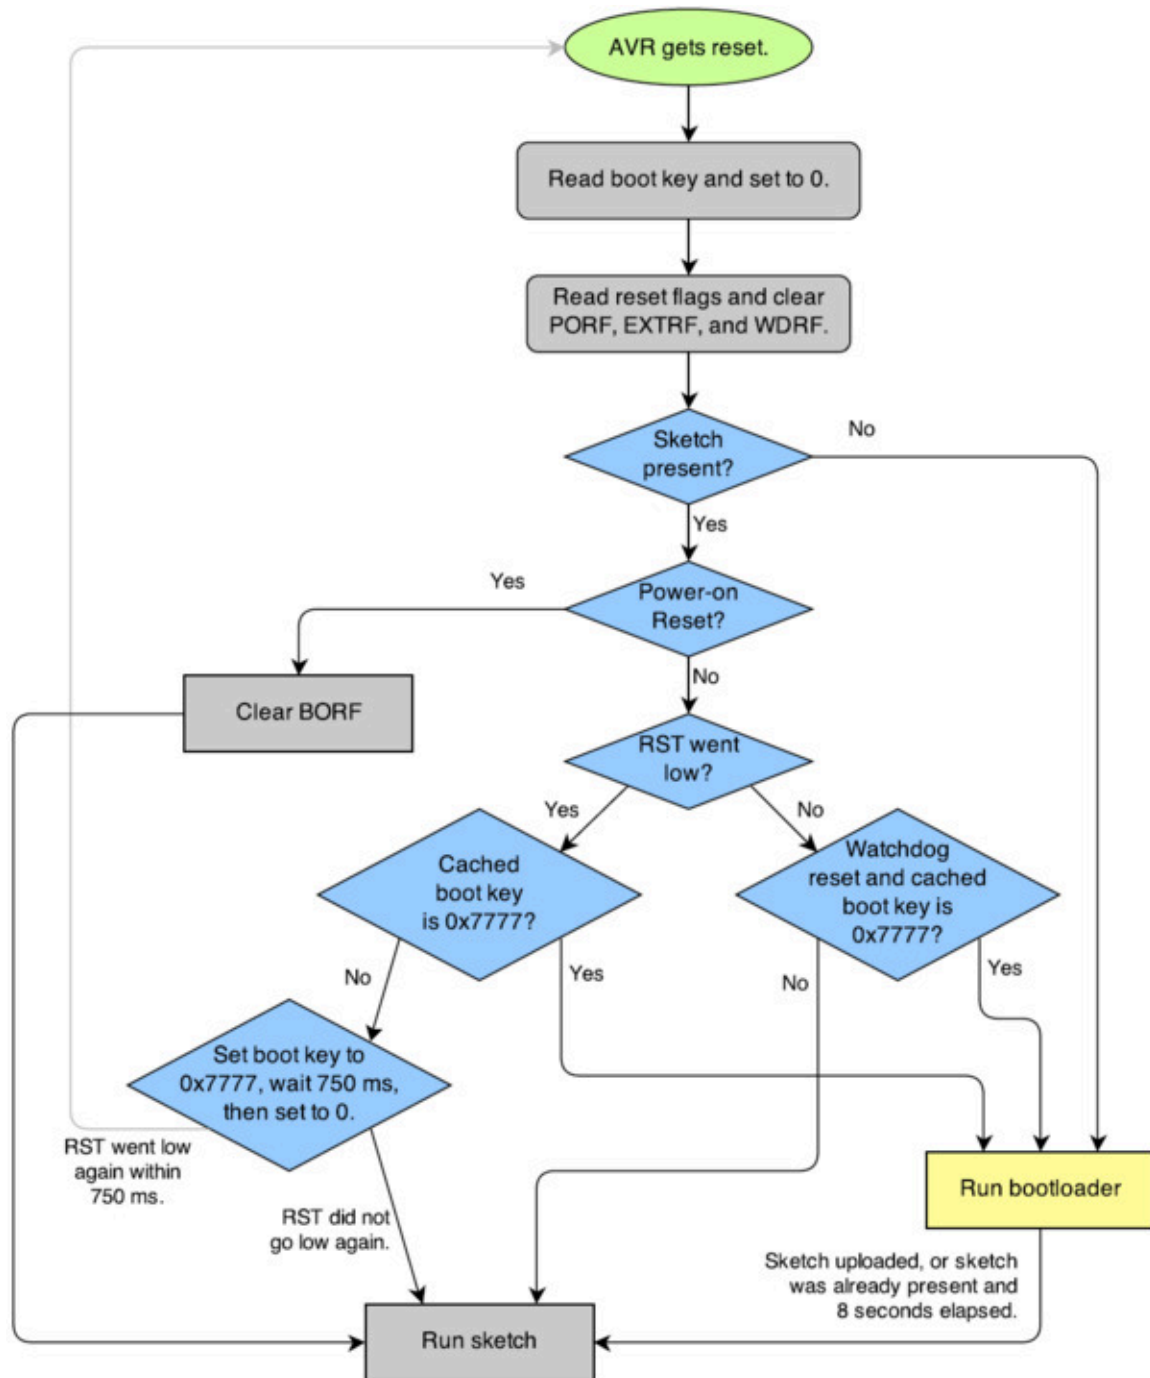 AVR gets reset.
Read boot key and set to 0.
Read reset flags and clear
PORF, EXTRF, and WDRF.
Sketch
present?
No
Yes
Power-on
Reset?
Yes
No
Clear BORF
RST went
low?
Yes
No
Cached
boot key
is 0x7777?
Watchdog
reset and cached
boot key is
0x7777?
No
Yes
No
Yes
Set boot key to
0x7777, wait 750 ms,
then set to 0.
RST went low
again within
750 ms.
RST did not
go low again.
Run bootloader
Sketch uploaded, or sketch
was already present and
8 seconds elapsed.
Run sketch